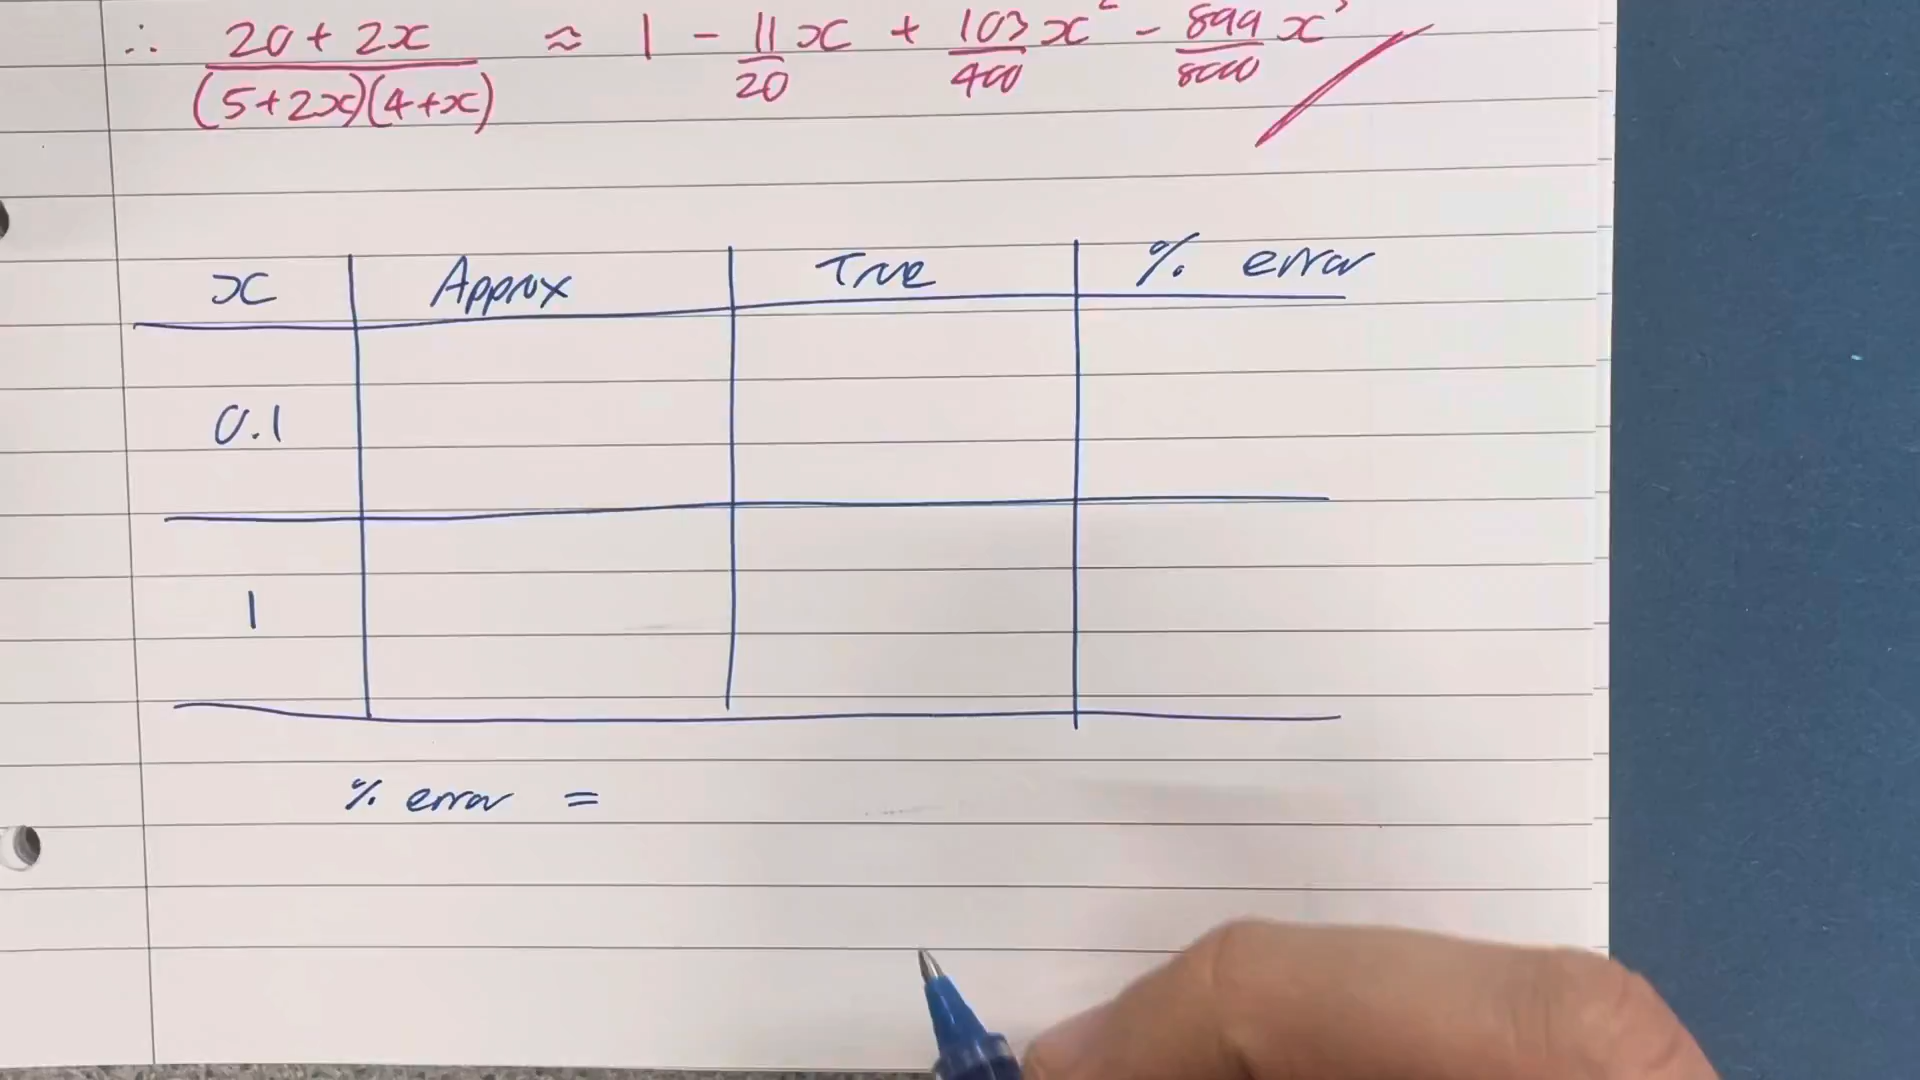 ∴ 20 + 2x / (5+2x)(4+x) ≈ 1 - 11/20 x + 103/400 x² - 899/8000 x³
x Approx True % error
0.1
1
% error =